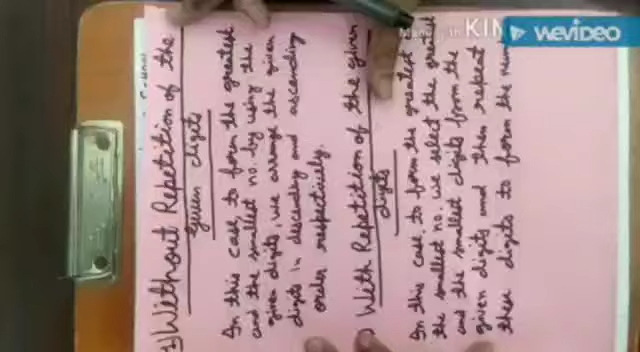 1) Without Repetition of the
given digits
In this case, to form the greatest
and the smallest no. by using the
given digits, we arrange the given
digits in descending and ascending
order respectively.
) With Repetition of the given
digits
In this case, to form the greatest
the smallest no. we select the greatest
and the smallest digits from the
given digits and then repeat
these digits to form the
WeVideo